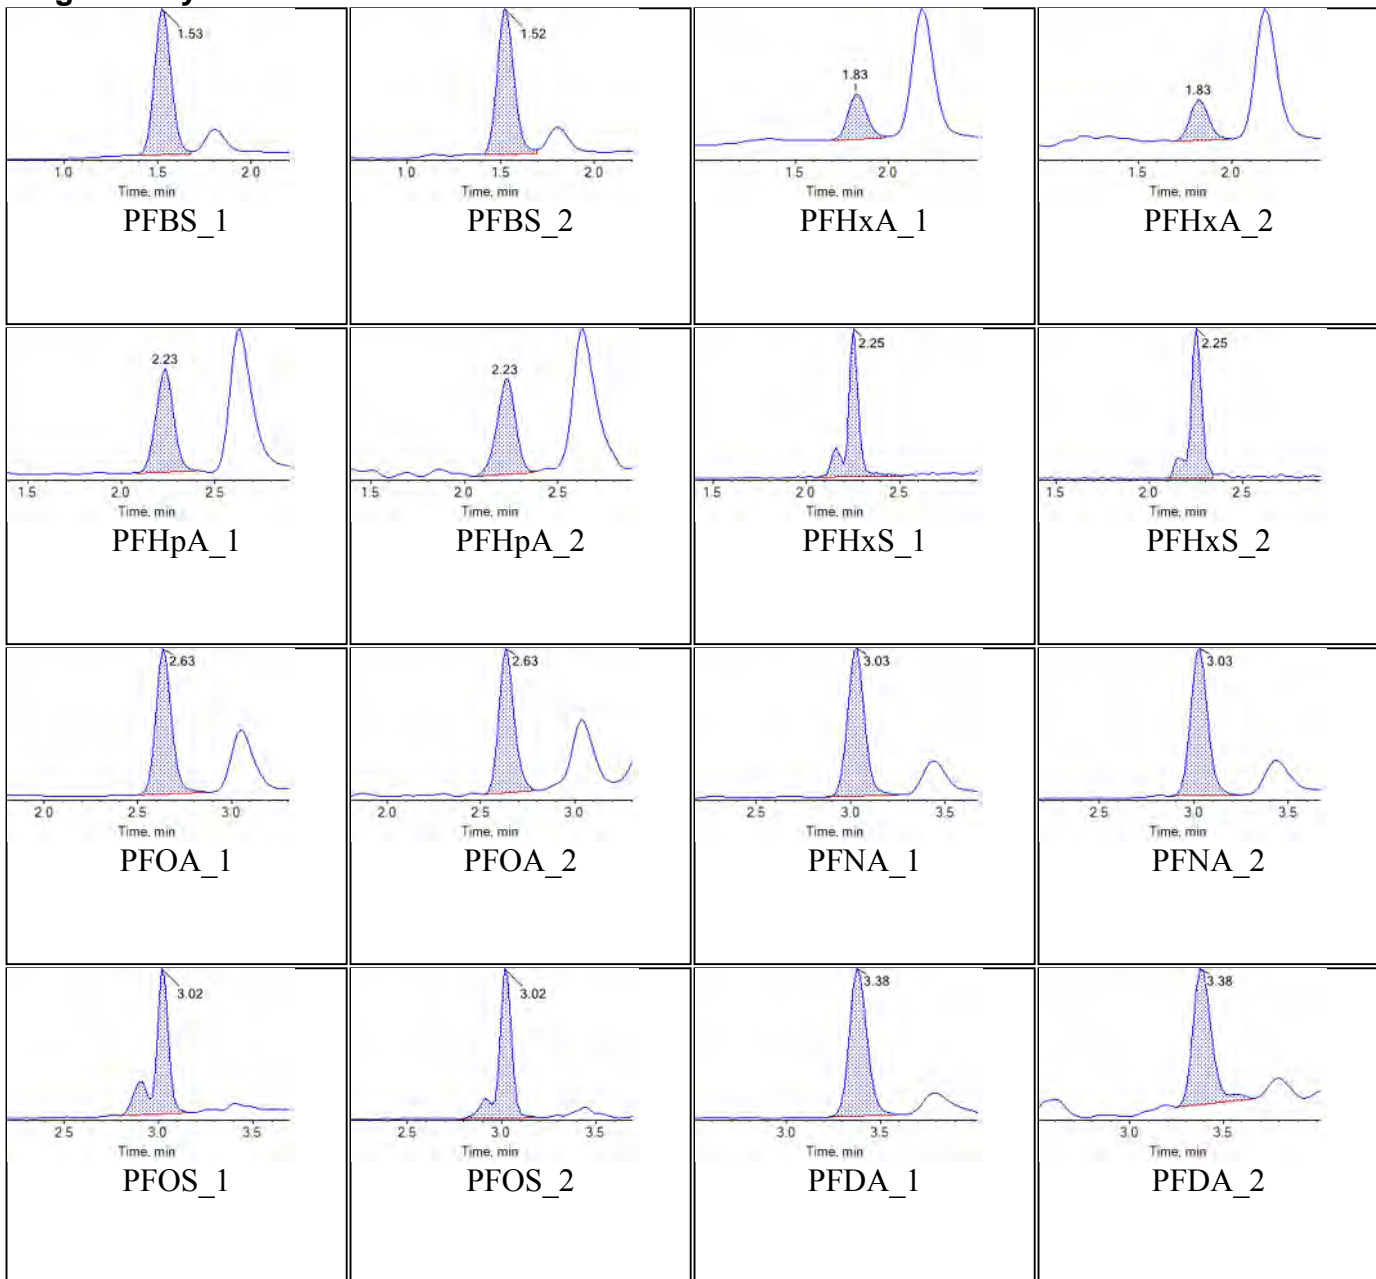 1.53 1.52 1.83 1.83
1.0 1.5 2.0 1.0 1.5 2.0 1.5 2.0 1.5 2.0
Time, min Time, min Time, min Time, min
PFBS_1 PFBS_2 PFHxA_1 PFHxA_2
2.23 2.23 2.25 2.25
1.5 2.0 2.5 1.5 2.0 2.5 1.5 2.0 2.5 1.5 2.0 2.5
Time, min Time, min Time, min Time, min
PFHpA_1 PFHpA_2 PFHxS_1 PFHxS_2
2.63 2.63 3.03 3.03
2.0 2.5 3.0 2.0 2.5 3.0 2.5 3.0 3.5 2.5 3.0 3.5
Time, min Time, min Time, min Time, min
PFOA_1 PFOA_2 PFNA_1 PFNA_2
3.02 3.02 3.38 3.38
2.5 3.0 3.5 2.5 3.0 3.5 3.0 3.5 3.0 3.5
Time, min Time, min Time, min Time, min
PFOS_1 PFOS_2 PFDA_1 PFDA_2